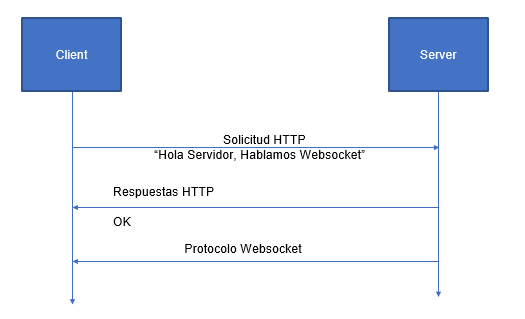 Client
Server
Solicitud HTTP
“Hola Servidor, Hablamos Websocket”
Respuestas HTTP
OK
Protocolo Websocket